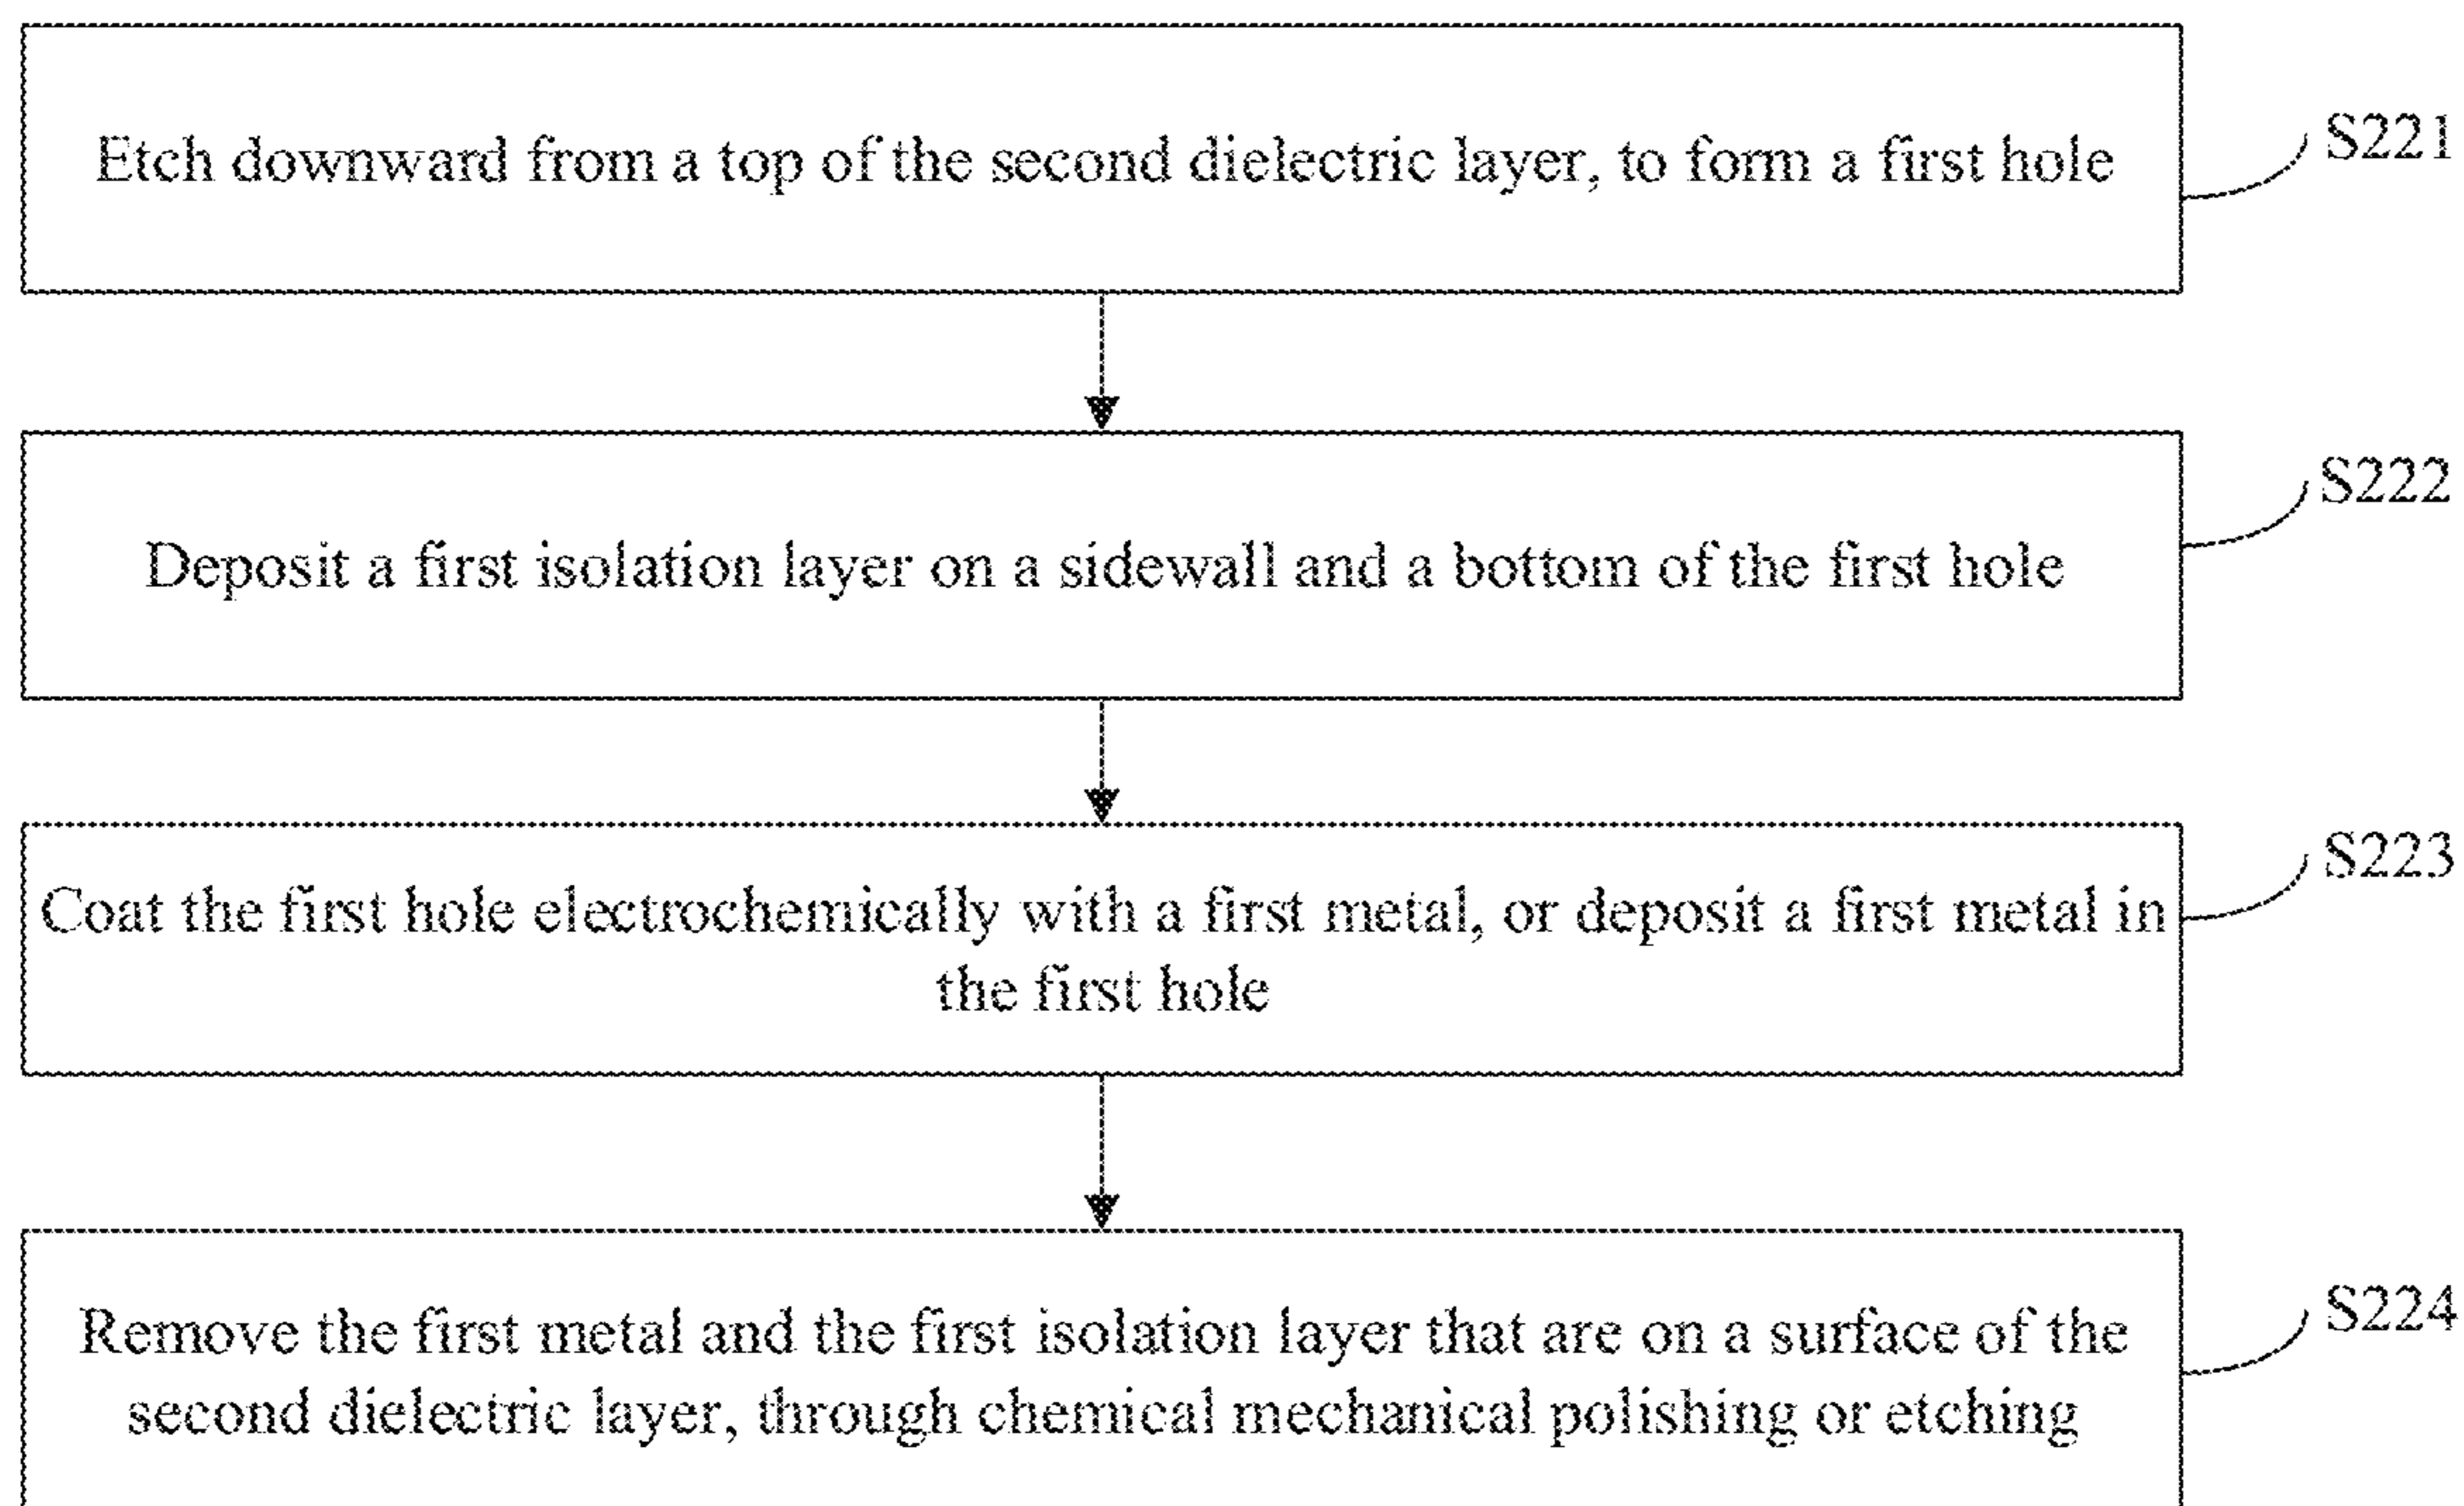 Etch downward from a top of the second dielectric layer, to form a first hole
S221
Deposit a first isolation layer on a sidewall and a bottom of the first hole
S222
Coat the first hole electrochemically with a first metal, or deposit a first metal in
the first hole
S223
Remove the first metal and the first isolation layer that are on a surface of the
second dielectric layer, through chemical mechanical polishing or etching
S224